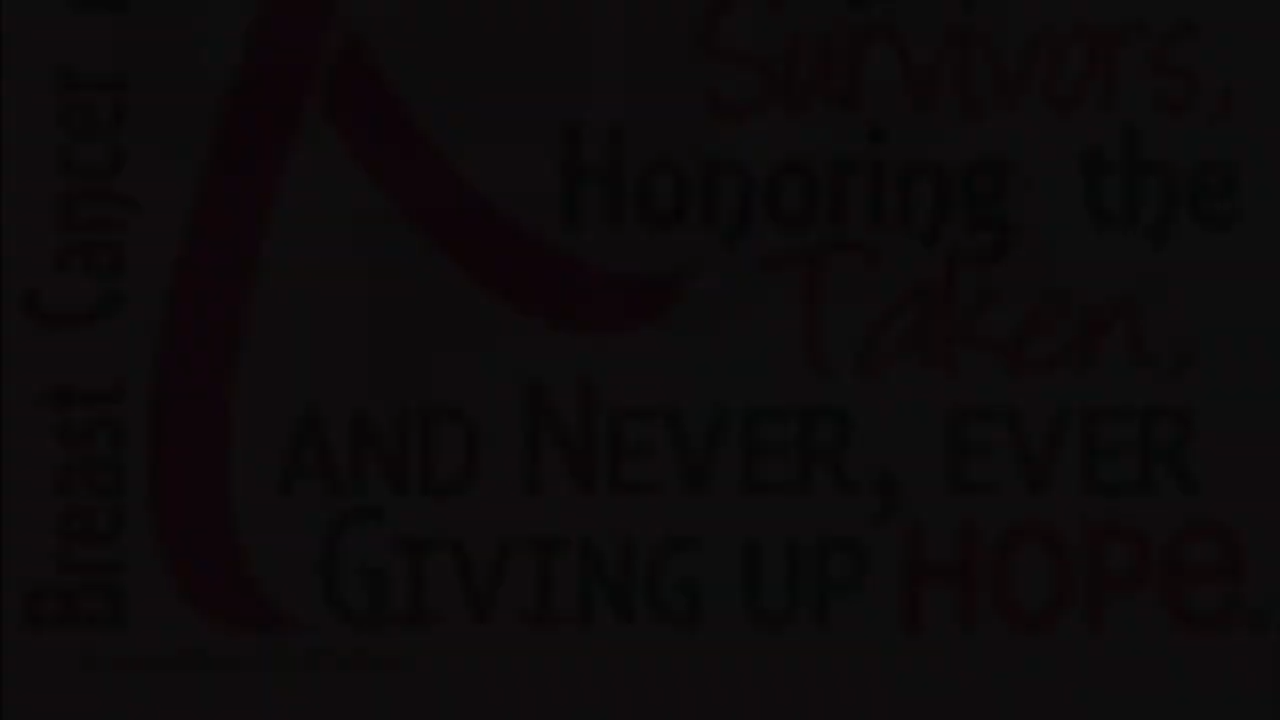 Breast Cancer
Survivors,
Honoring the
Taken,
AND NEVER, EVER
GIVING UP HOPe.